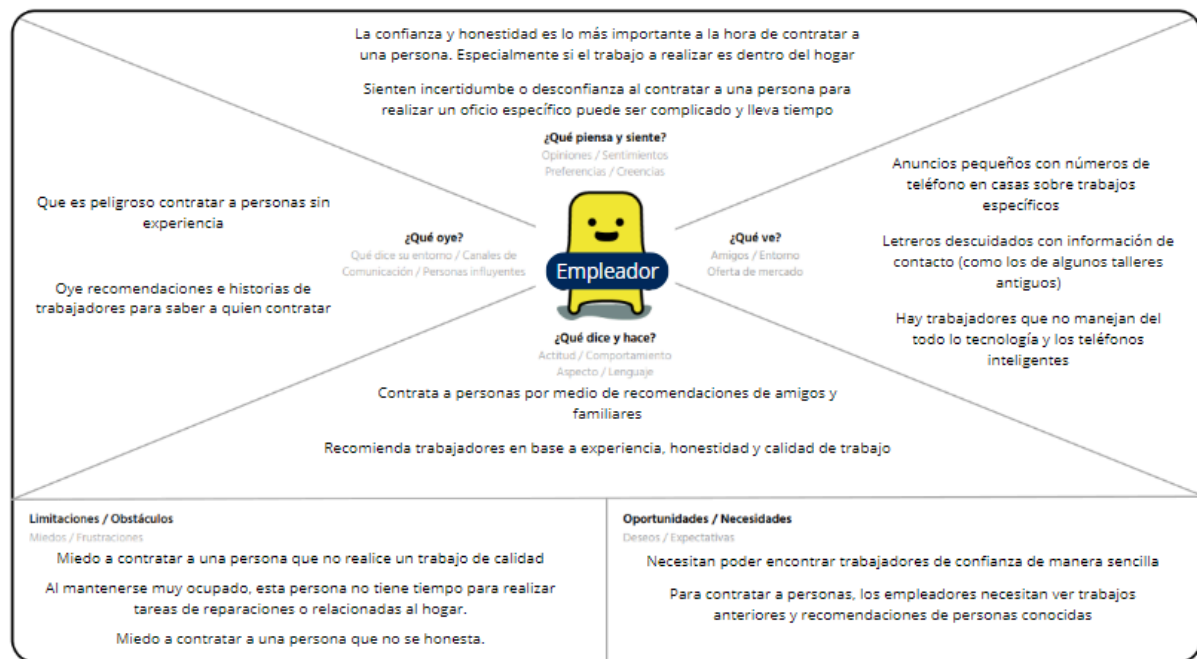 La confianza y honestidad es lo más importante a la hora de contratar a
una persona. Especialmente si el trabajo a realizar es dentro del hogar
Sienten incertidumbre o desconfianza al contratar a una persona para
realizar un oficio específico puede ser complicado y lleva tiempo
¿Qué piensa y siente?
Opiniones / Sentimientos
Preferencias / Creencias
Que es peligroso contratar a personas sin
experiencia
Oye recomendaciones e historias de
trabajadores para saber a quien contratar
¿Qué oye?
Qué dice su entorno / Canales de
Comunicación / Personas influyentes
Empleador
¿Qué ve?
Amigos / Entorno
Oferta de mercado
Anuncios pequeños con números de
teléfono en casas sobre trabajos
específicos
Letreros descuidados con información de
contacto (como los de algunos talleres
antiguos)
Hay trabajadores que no manejan del
todo lo tecnología y los teléfonos
inteligentes
¿Qué dice y hace?
Actitud / Comportamiento
Aspecto / Lenguaje
Contrata a personas por medio de recomendaciones de amigos y
familiares
Recomienda trabajadores en base a experiencia, honestidad y calidad de trabajo
Limitaciones / Obstáculos
Miedos / Frustraciones
Miedo a contratar a una persona que no realice un trabajo de calidad
Al mantenerse muy ocupado, esta persona no tiene tiempo para realizar
tareas de reparaciones o relacionadas al hogar.
Miedo a contratar a una persona que no se honesta.
Oportunidades / Necesidades
Deseos / Expectativas
Necesitan poder encontrar trabajadores de confianza de manera sencilla
Para contratar a personas, los empleadores necesitan ver trabajos
anteriores y recomendaciones de personas conocidas